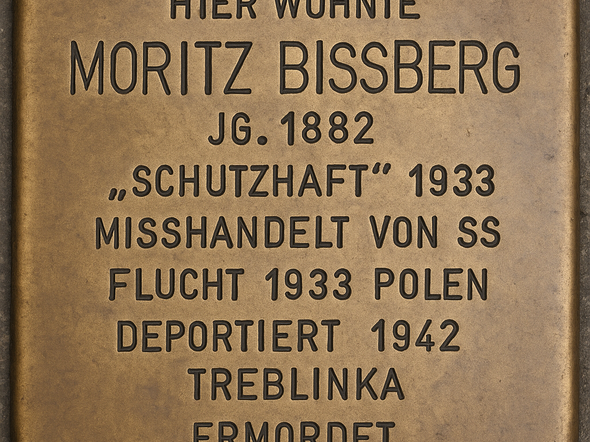 HIER WOHNTE
MORITZ BISSBERG
JG. 1882
„SCHUTZHAFT“ 1933
MISSHANDELT VON SS
FLUCHT 1933 POLEN
DEPORTIERT 1942
TREBLINKA
ERMORDET